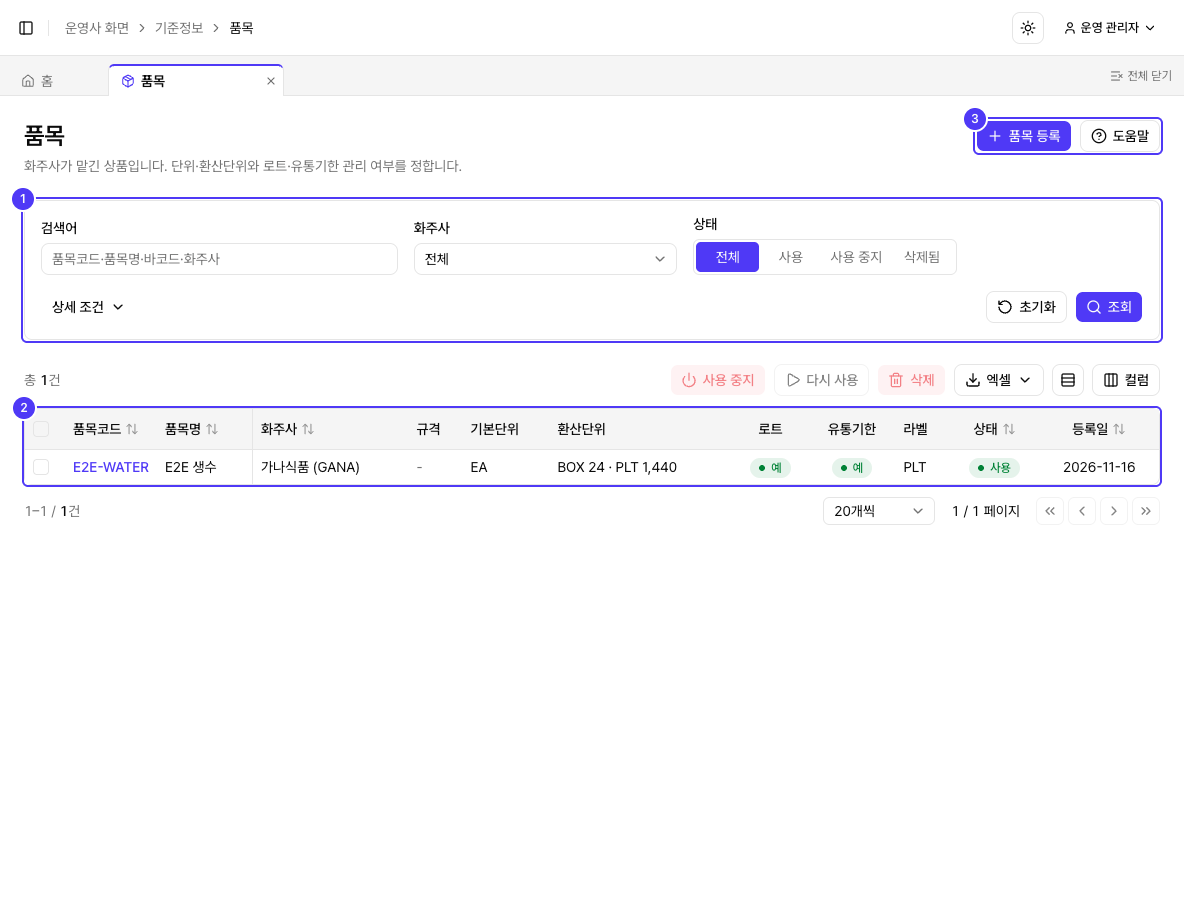 운영사 화면 > 기준정보 > 품목
운영 관리자
홈
품목
전체 닫기
품목
화주사가 맡긴 상품입니다. 단위·환산단위와 로트·유통기한 관리 여부를 정합니다.
3
품목 등록
도움말
1
검색어
화주사
상태
품목코드·품목명·바코드·화주사
전체
전체 사용 사용 중지 삭제됨
상세 조건
초기화
조회
총 1건
사용 중지
다시 사용
삭제
엑셀
컬럼
2
품목코드 품목명 화주사 규격 기본단위 환산단위 로트 유통기한 라벨 상태 등록일
E2E-WATER E2E 생수 가나식품 (GANA) - EA BOX 24 · PLT 1,440 예 예 PLT 사용 2026-11-16
1–1 / 1건
20개씩
1 / 1 페이지